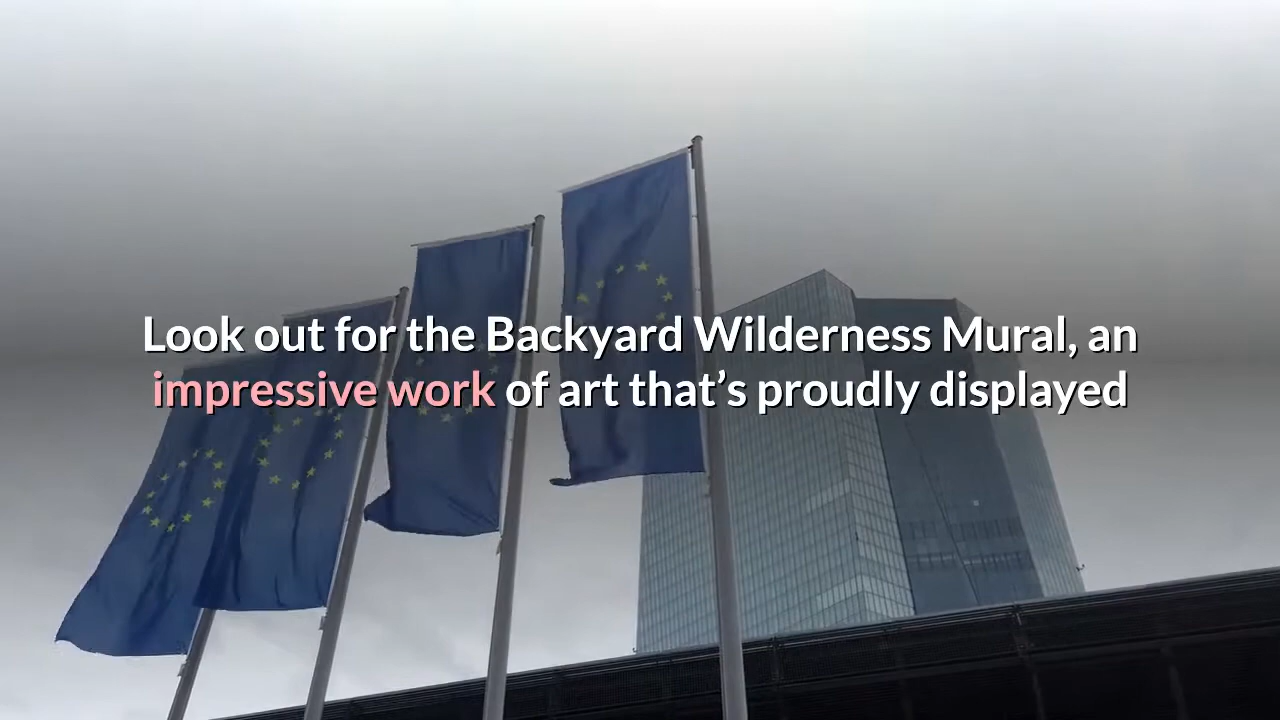 Look out for the Backyard Wilderness Mural, an
impressive work of art that’s proudly displayed